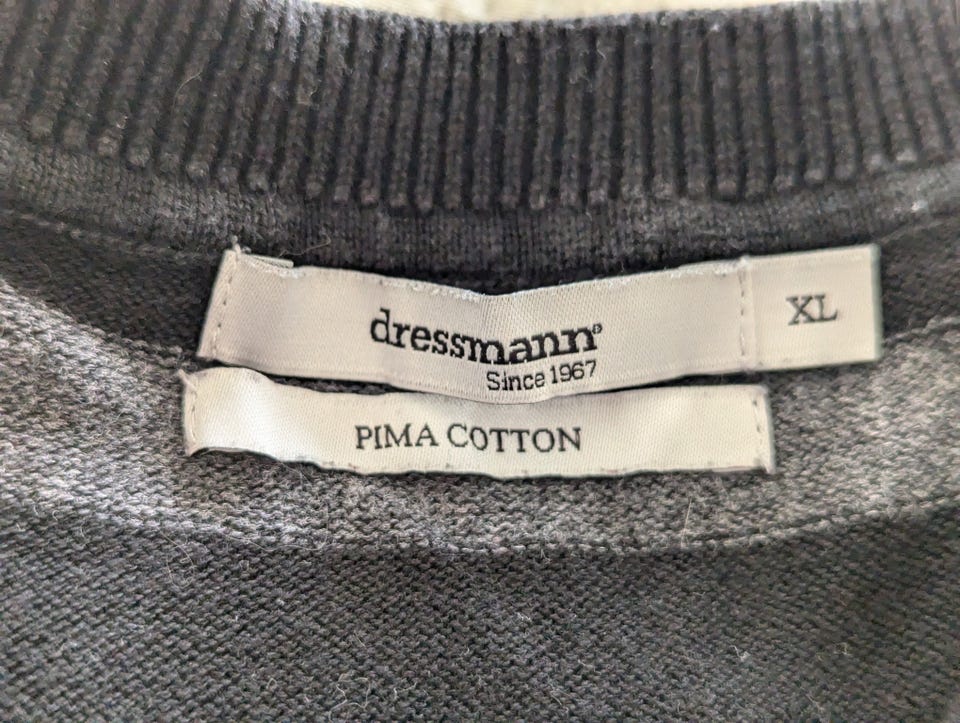 dressmann®
Since 1967
XL
PIMA COTTON